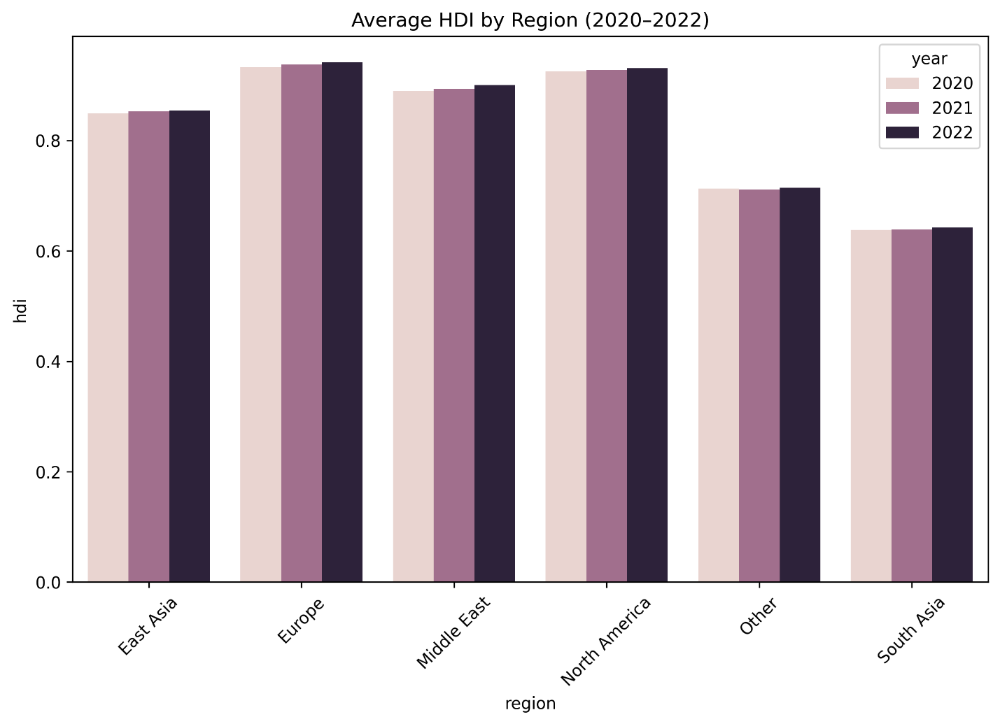 Average HDI by Region (2020–2022)
year
2020
2021
2022
0.8
0.6
0.4
0.2
0.0
hdi
East Asia
Europe
Middle East
North America
Other
South Asia
region